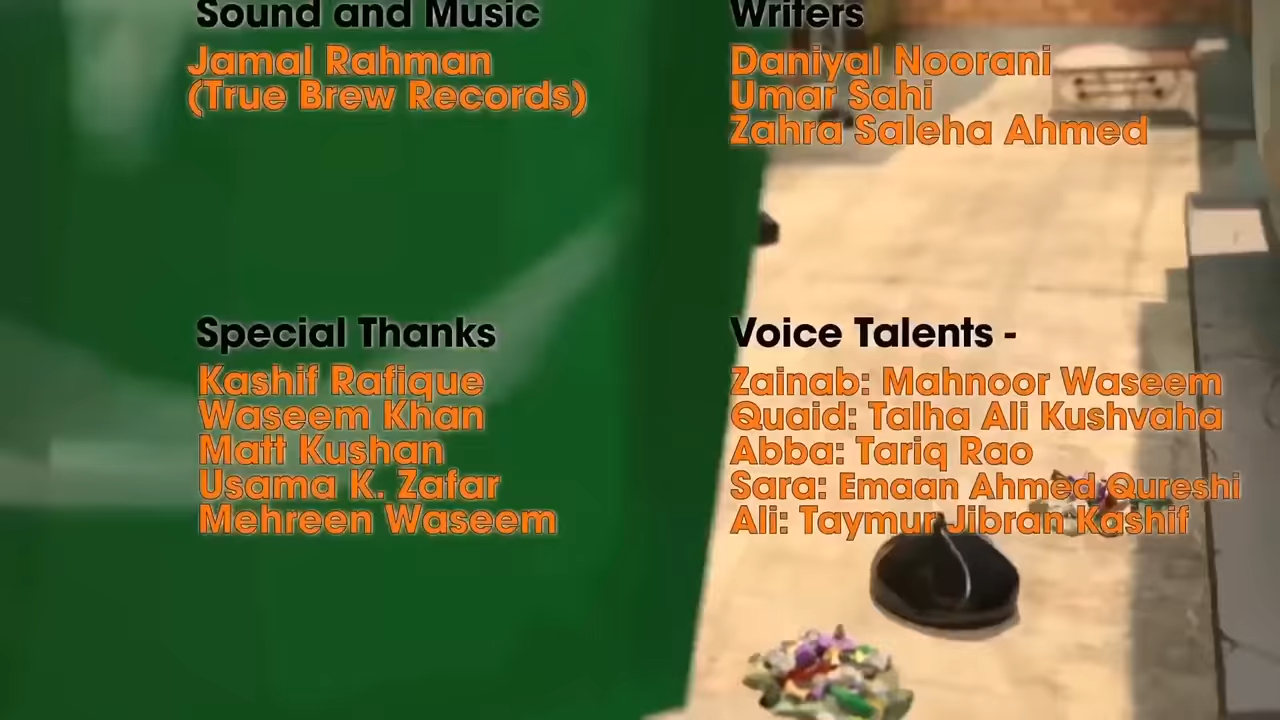 Sound and Music
Jamal Rahman
(True Brew Records)
Writers
Daniyal Noorani
Umar Sahi
Zahra Saleha Ahmed
Special Thanks
Kashif Rafique
Waseem Khan
Matt Kushan
Usama K. Zafar
Mehreen Waseem
Voice Talents -
Zainab: Mahnoor Waseem
Quaid: Talha Ali Kushvaha
Abba: Tariq Rao
Sara: Emaan Ahmed Qureshi
Ali: Taymur Jibran Kashif